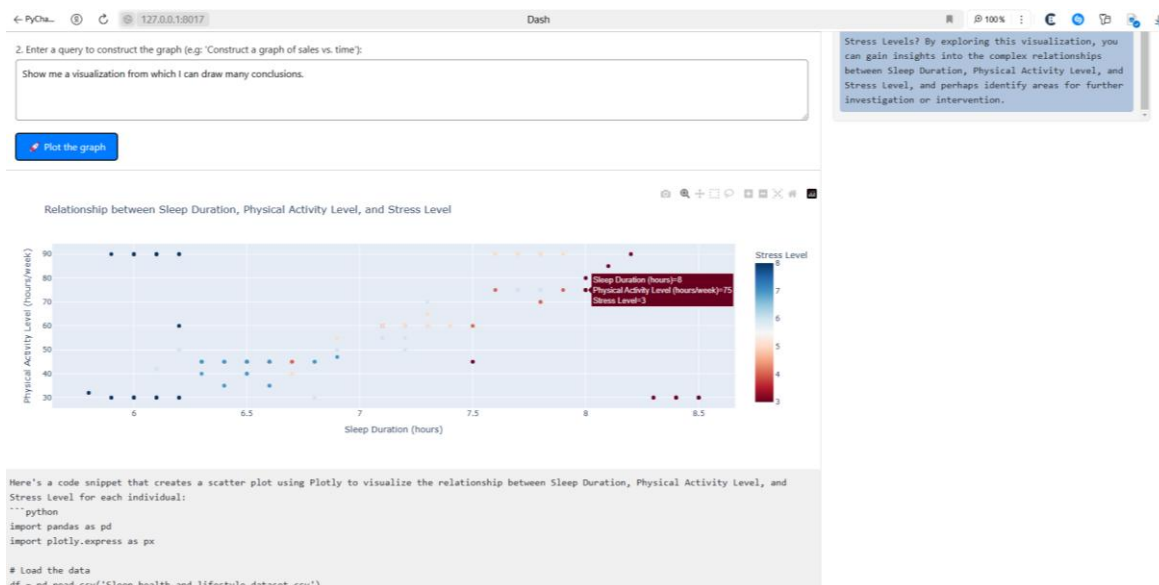 ← PyCha...
127.0.0.1:8017
Dash
100 %
2. Enter a query to construct the graph (e.g: 'Construct a graph of sales vs. time'):
Show me a visualization from which I can draw many conclusions.
🚀 Plot the graph
Stress Levels? By exploring this visualization, you
can gain insights into the complex relationships
between Sleep Duration, Physical Activity Level, and
Stress Level, and perhaps identify areas for further
investigation or intervention.
Relationship between Sleep Duration, Physical Activity Level, and Stress Level
Physical Activity Level (hours/week)
90
80
70
60
50
40
30
6
6.5
7
7.5
8
8.5
Sleep Duration (hours)
Sleep Duration (hours)=8
Physical Activity Level (hours/week)=75
Stress Level=3
Stress Level
8
7
6
5
4
3
Here's a code snippet that creates a scatter plot using Plotly to visualize the relationship between Sleep Duration, Physical Activity Level, and
Stress Level for each individual:
```python
import pandas as pd
import plotly.express as px
# Load the data
df = pd.read_csv('Sleep_health_and_lifestyle_dataset.csv')